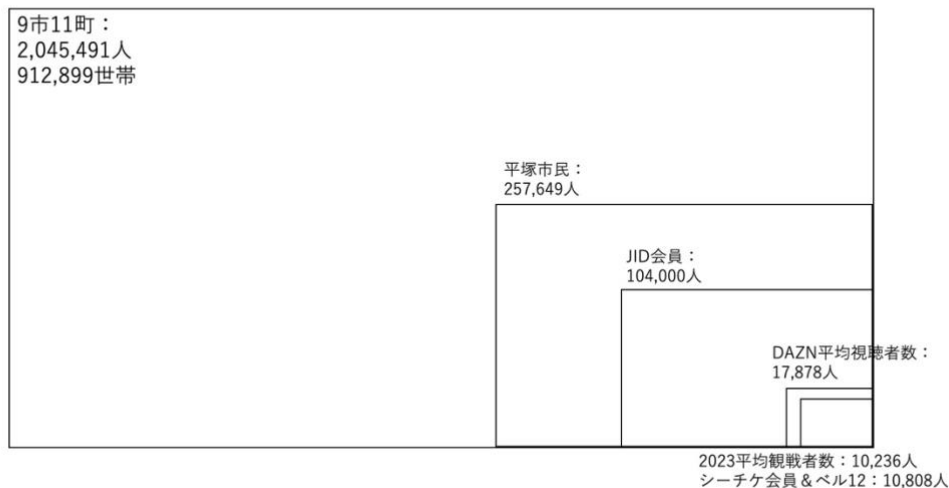 9市11町：
2,045,491人
912,899世帯
平塚市民：
257,649人
JID会員：
104,000人
DAZN平均視聴者数：
17,878人
2023平均観戦者数：10,236人
シーチケ会員＆ベル12：10,808人